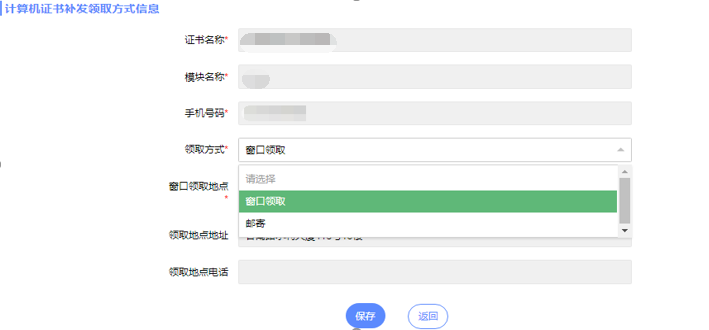 计算机证书补发领取方式信息
证书名称*
模块名称*
手机号码*
领取方式* 窗口领取
请选择
窗口领取地点
*
窗口领取
邮寄
领取地点地址
领取地点电话
保存 返回